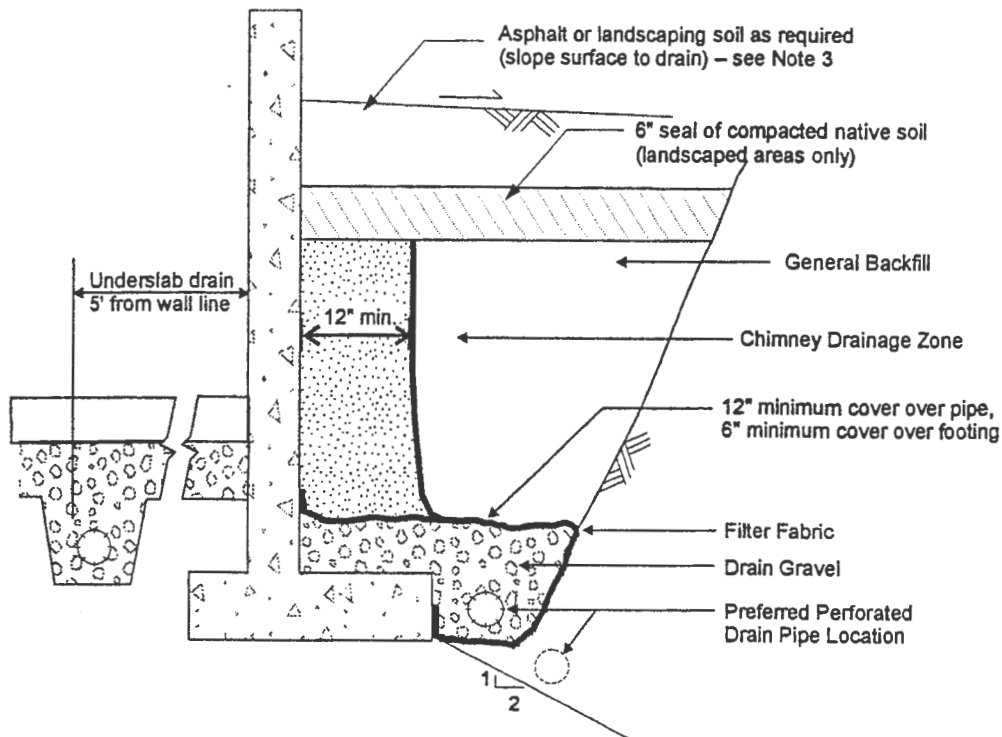 Asphalt or landscaping soil as required
(slope surface to drain) – see Note 3
6" seal of compacted native soil
(landscaped areas only)
General Backfill
Underslab drain
5' from wall line
12" min.
Chimney Drainage Zone
12" minimum cover over pipe,
6" minimum cover over footing
Filter Fabric
Drain Gravel
Preferred Perforated
Drain Pipe Location
1
2